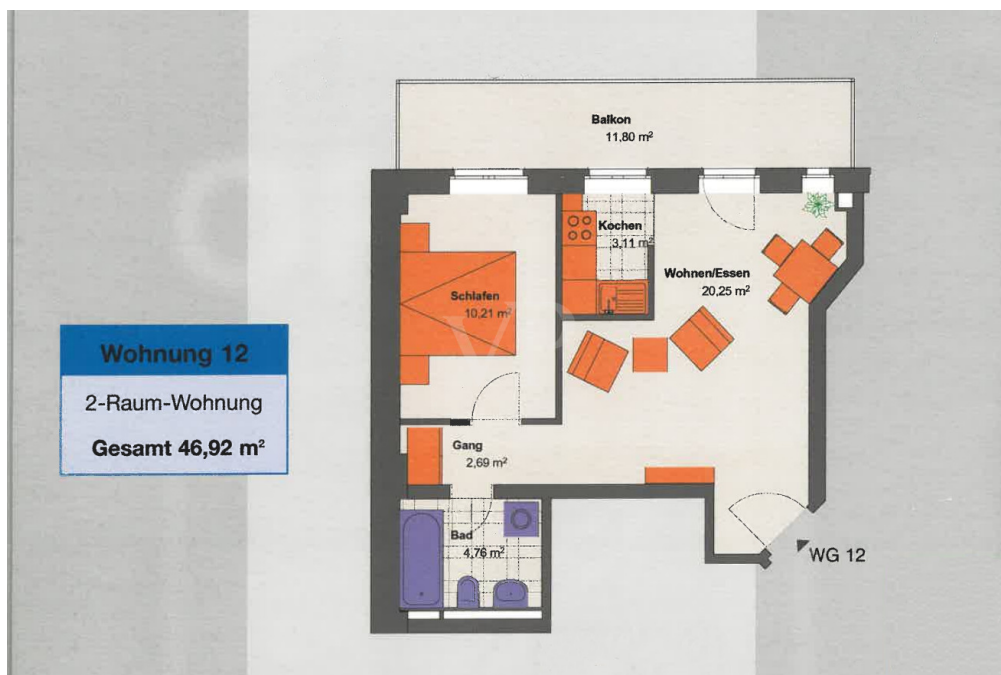 Balkon
11,80 m²
Kochen
3,11 m²
Wohnen/Essen
20,25 m²
Schlafen
10,21 m²
Wohnung 12
2-Raum-Wohnung
Gesamt 46,92 m²
Gang
2,69 m²
Bad
4,76 m²
WG 12
VP